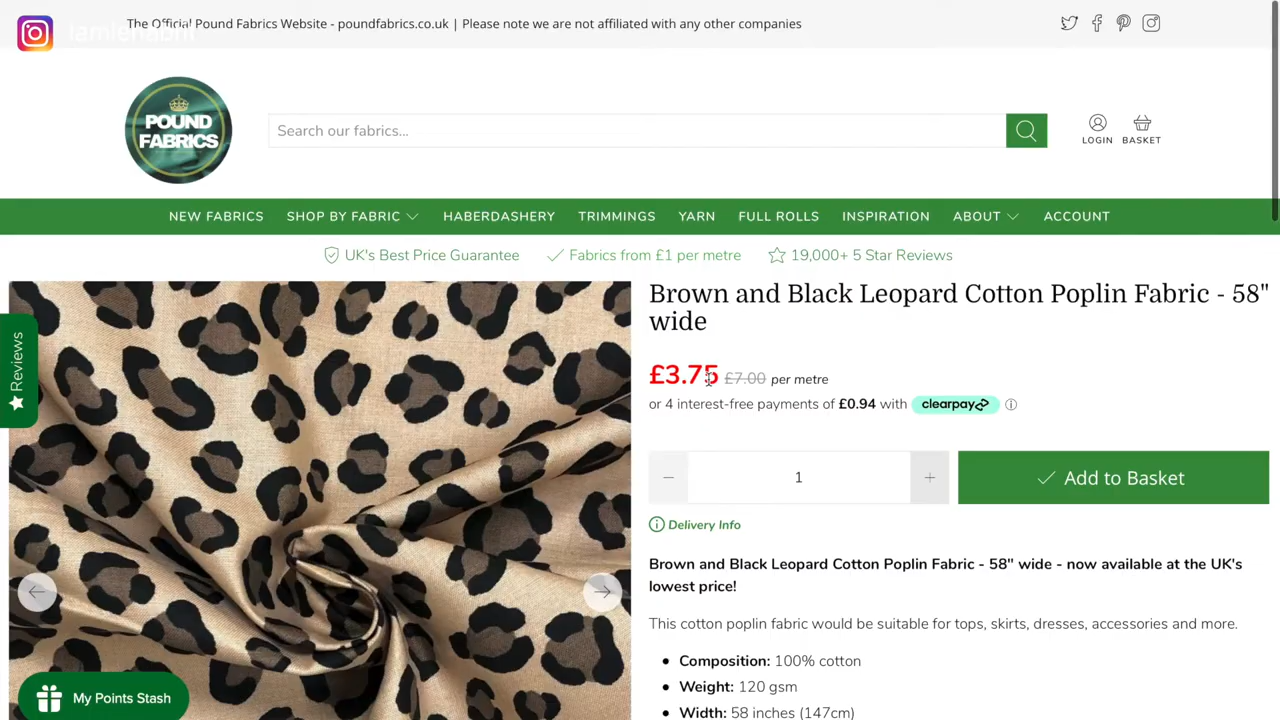 The Official Pound Fabrics Website - poundfabrics.co.uk | Please note we are not affiliated with any other companies
POUND
FABRICS
Search our fabrics...
LOGIN
BASKET
NEW FABRICS
SHOP BY FABRIC
HABERDASHERY
TRIMMINGS
YARN
FULL ROLLS
INSPIRATION
ABOUT
ACCOUNT
UK's Best Price Guarantee
Fabrics from £1 per metre
19,000+ 5 Star Reviews
Reviews
Brown and Black Leopard Cotton Poplin Fabric - 58"
wide
£3.75 £7.00 per metre
or 4 interest-free payments of £0.94 with clearpay
1
Add to Basket
Delivery Info
Brown and Black Leopard Cotton Poplin Fabric - 58" wide - now available at the UK's
lowest price!
This cotton poplin fabric would be suitable for tops, skirts, dresses, accessories and more.
Composition: 100% cotton
Weight: 120 gsm
Width: 58 inches (147cm)
My Points Stash